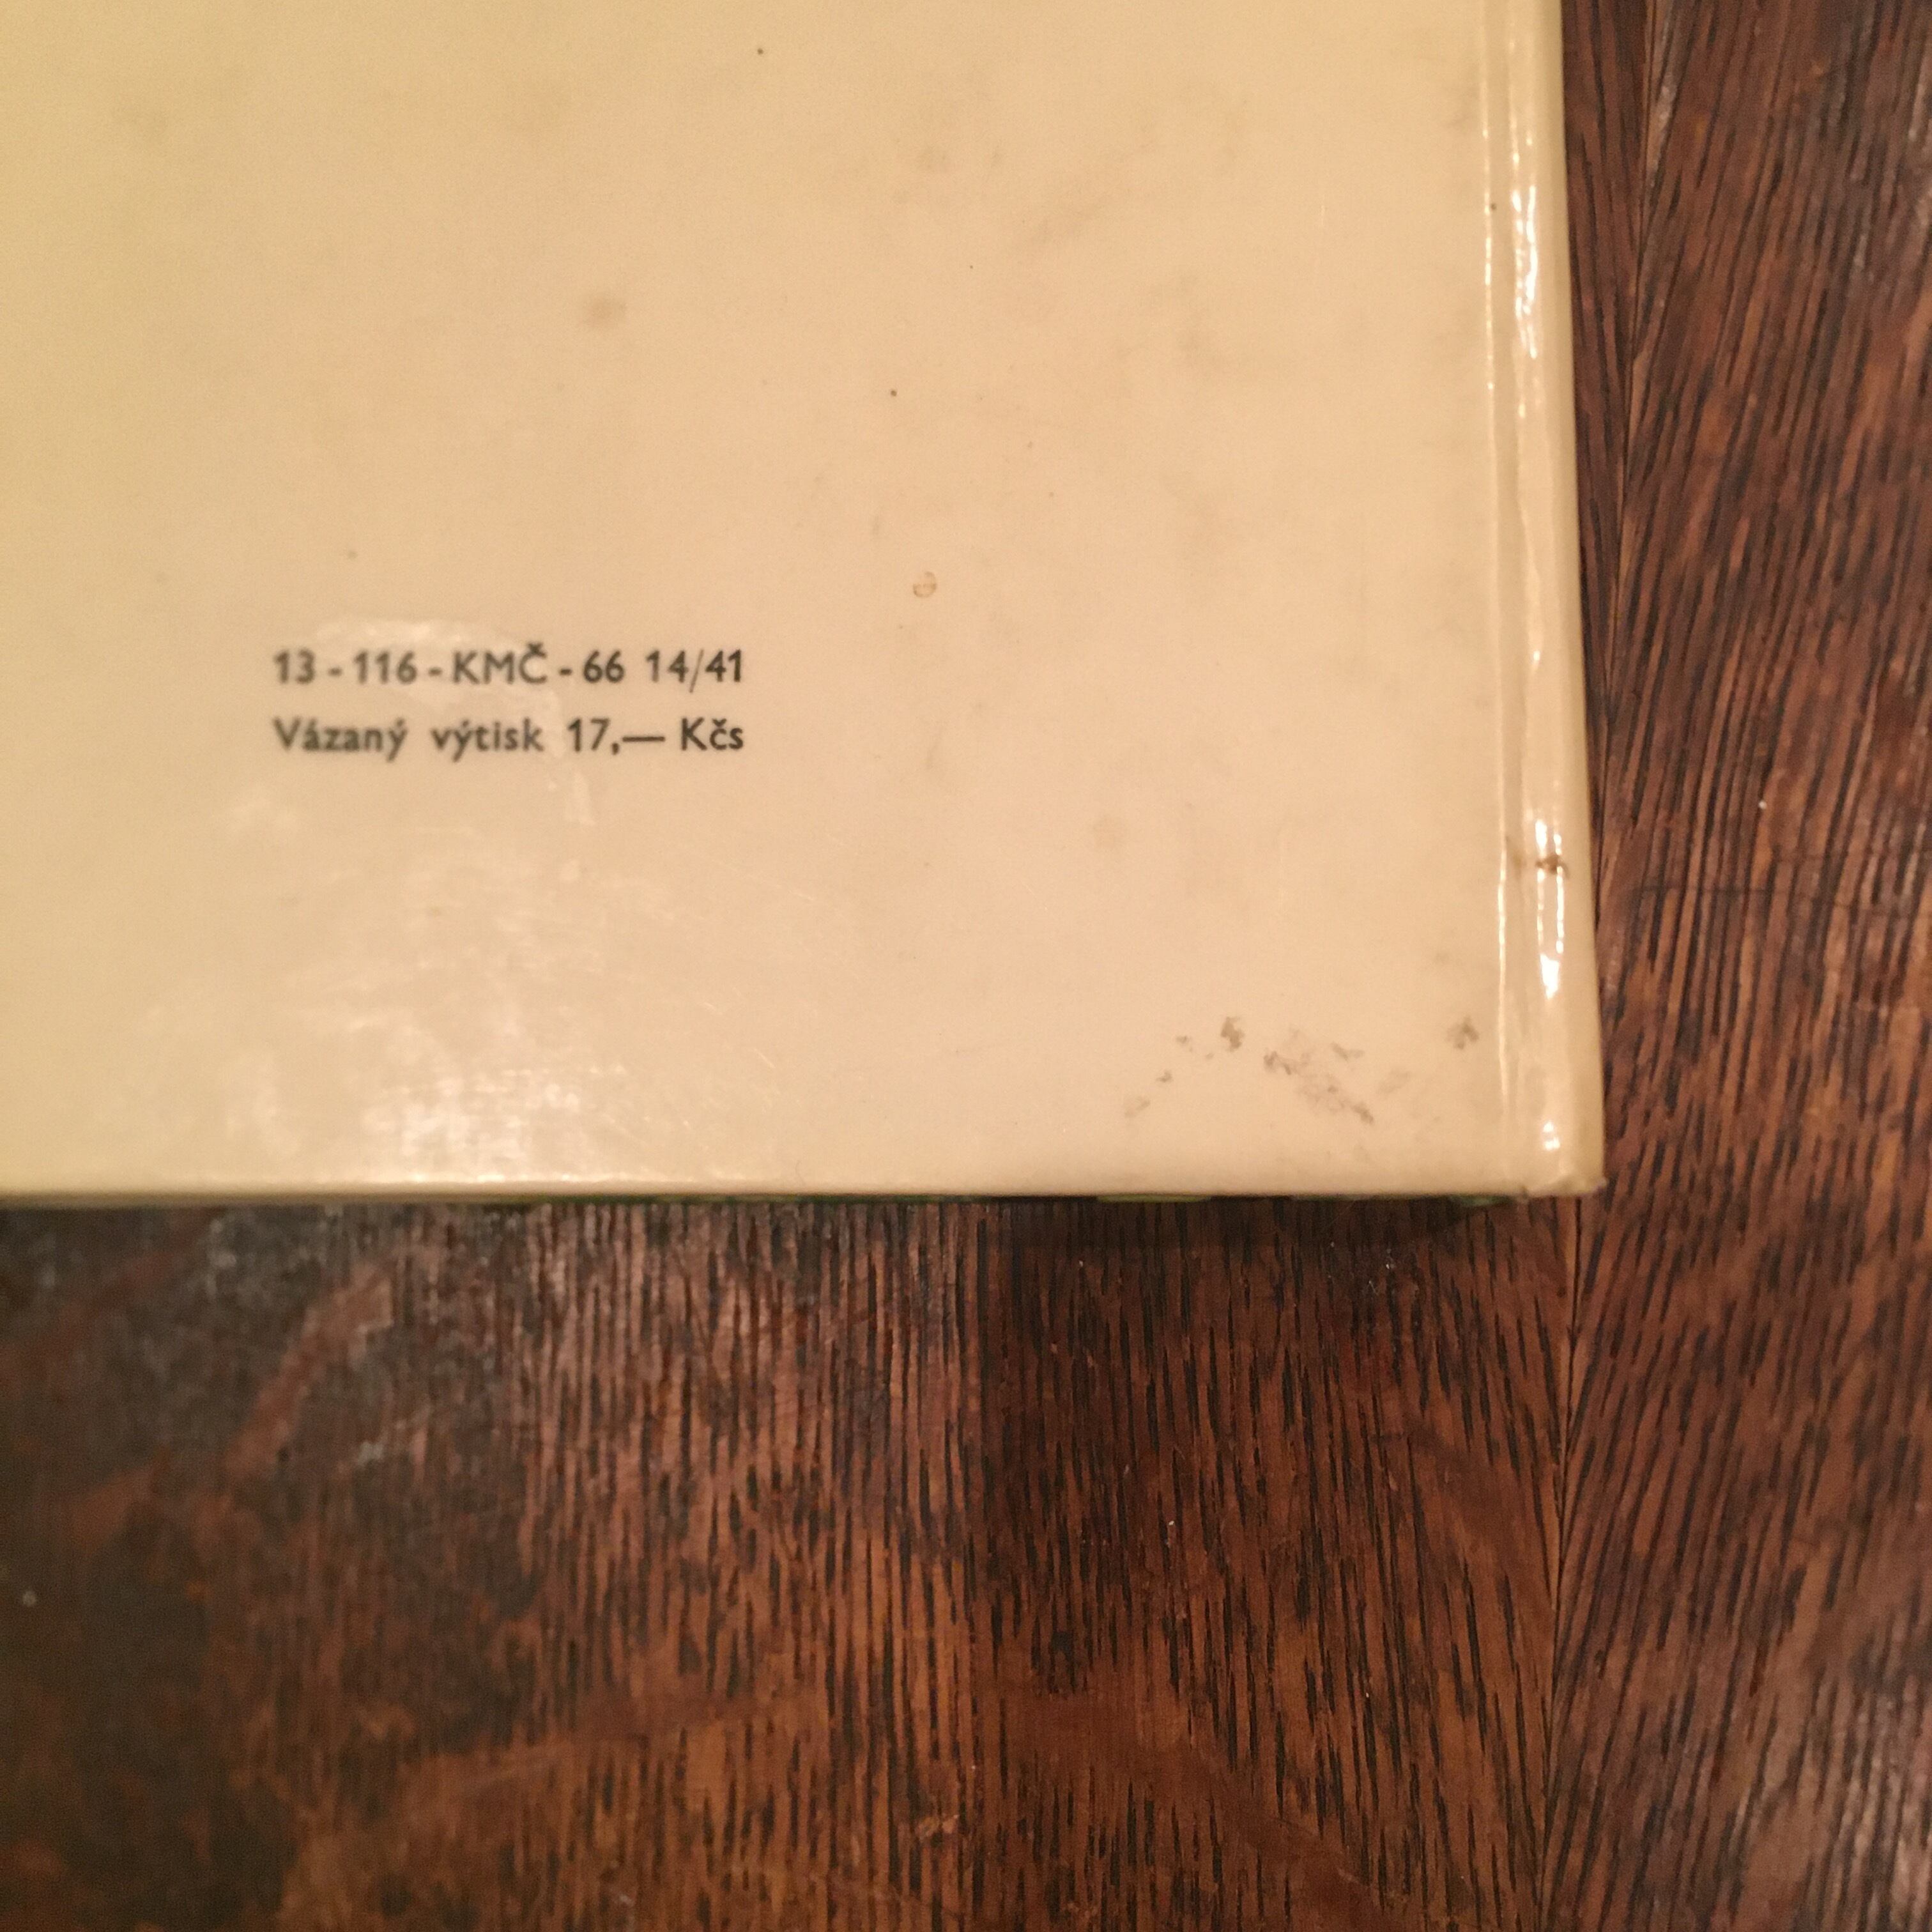 13 - 116 - KMČ - 66 14/41
Vázaný výtisk 17,— Kčs